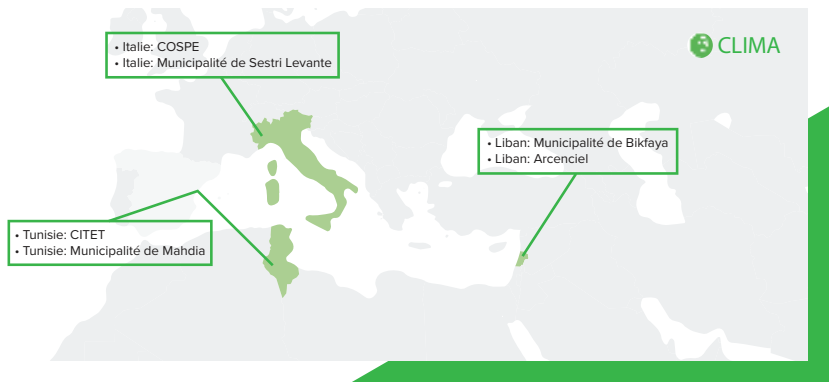 • Italie: COSPE
• Italie: Municipalité de Sestri Levante
CLIMA
• Liban: Municipalité de Bikfaya
• Liban: Arcenciel
• Tunisie: CITET
• Tunisie: Municipalité de Mahdia